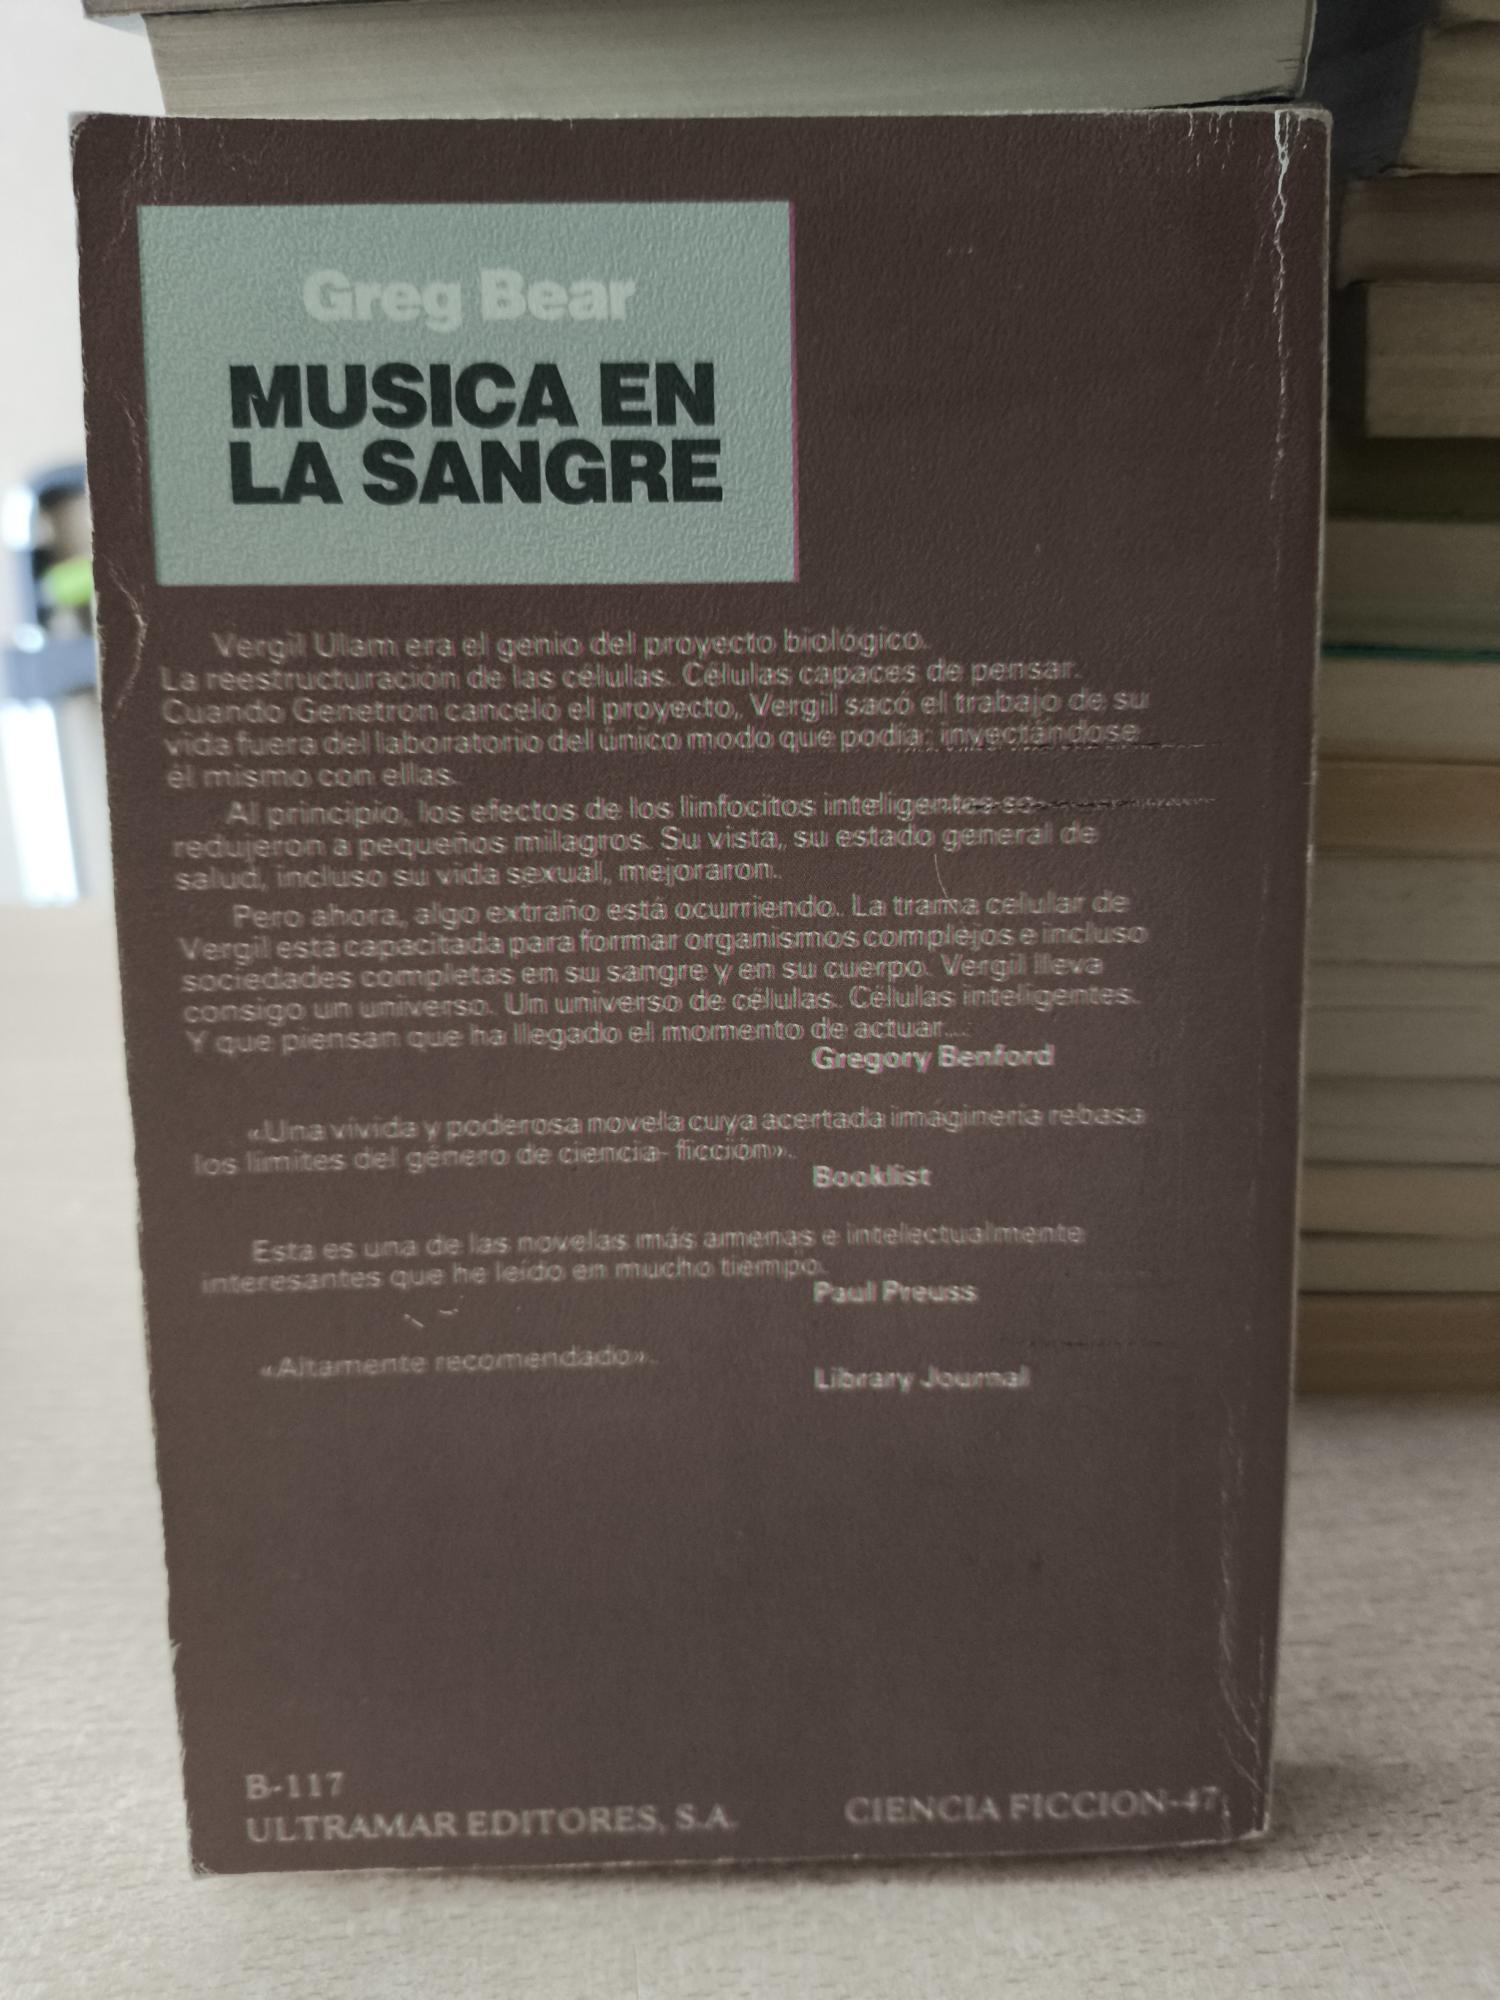 Greg Bear
MUSICA EN
LA SANGRE
Vergil Ulam era el genio del proyecto biológico.
La reestructuración de las células. Células capaces de pensar.
Cuando Genetron canceló el proyecto, Vergil sacó el trabajo de su
vida fuera del laboratorio del único modo que podía: inyectándose
él mismo con ellas.
Al principio, los efectos de los linfocitos inteligentes se
redujeron a pequeños milagros. Su vista, su estado general de
salud, incluso su vida sexual, mejoraron.
Pero ahora, algo extraño está ocurriendo. La trama celular de
Vergil está capacitada para formar organismos complejos e incluso
sociedades completas en su sangre y en su cuerpo. Vergil lleva
consigo un universo. Un universo de células. Células inteligentes.
Y que piensan que ha llegado el momento de actuar...
Gregory Benford
«Una vívida y poderosa novella cuya acertada imáginería rebasa
los límites del género de ciencia- ficción».
Booklist
Esta es una de las novellas más amenas e intelectualmente
interesantes que he leído en mucho tiempo.
Paul Preuss
«Altamente recomendado».
Library Journal
B-117
ULTRAMAR EDITORES, S.A.
CIENCIA FICCION-47